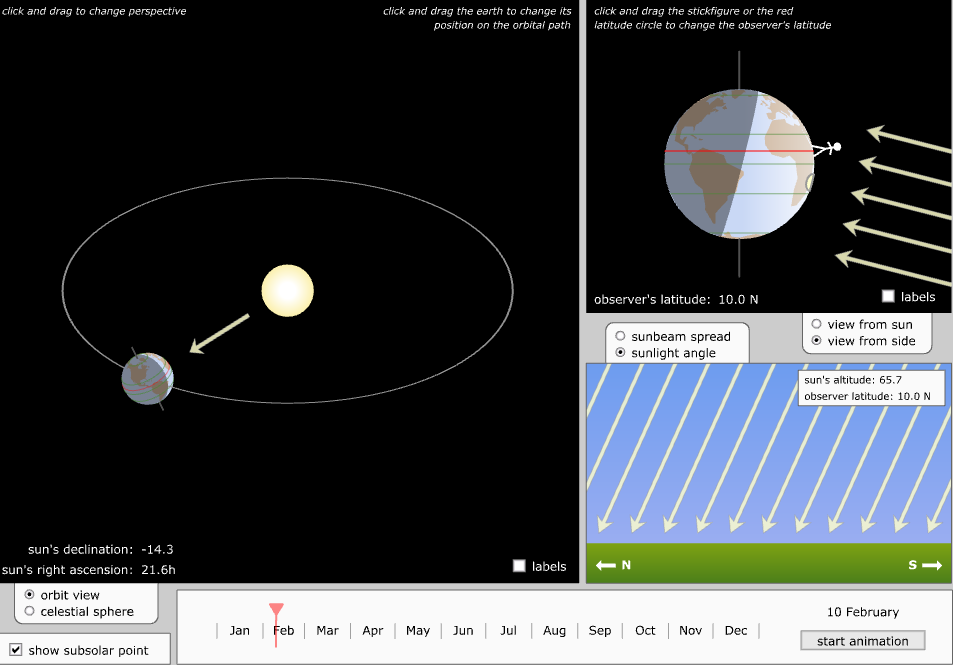 click and drag to change perspective
click and drag the earth to change its
position on the orbital path
sun's declination: -14.3
sun's right ascension: 21.6h
labels
click and drag the stickfigure or the red
latitude circle to change the observer's latitude
observer's latitude: 10.0 N
labels
sunbeam spread
sunlight angle
view from sun
view from side
sun's altitude: 65.7
observer latitude: 10.0 N
N
S
orbit view
celestial sphere
show subsolar point
Jan Feb Mar Apr May Jun Jul Aug Sep Oct Nov Dec
10 February
start animation